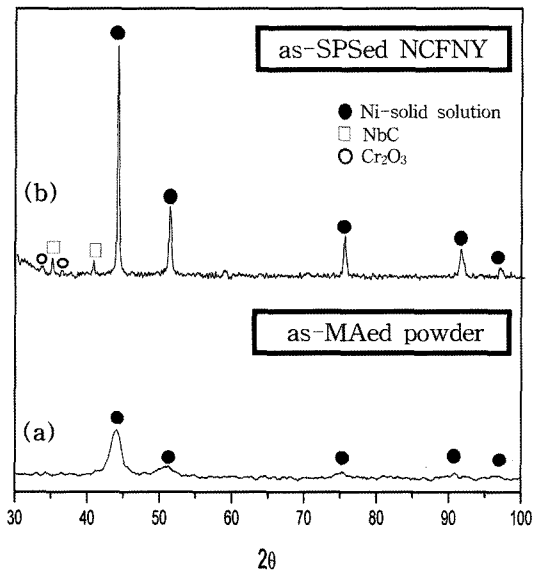 as-SPSed NCFNY
Ni-solid solution
NbC
Cr₂O₃
(b)
as-MAed powder
(a)
30 40 50 60 70 80 90 100
2θ